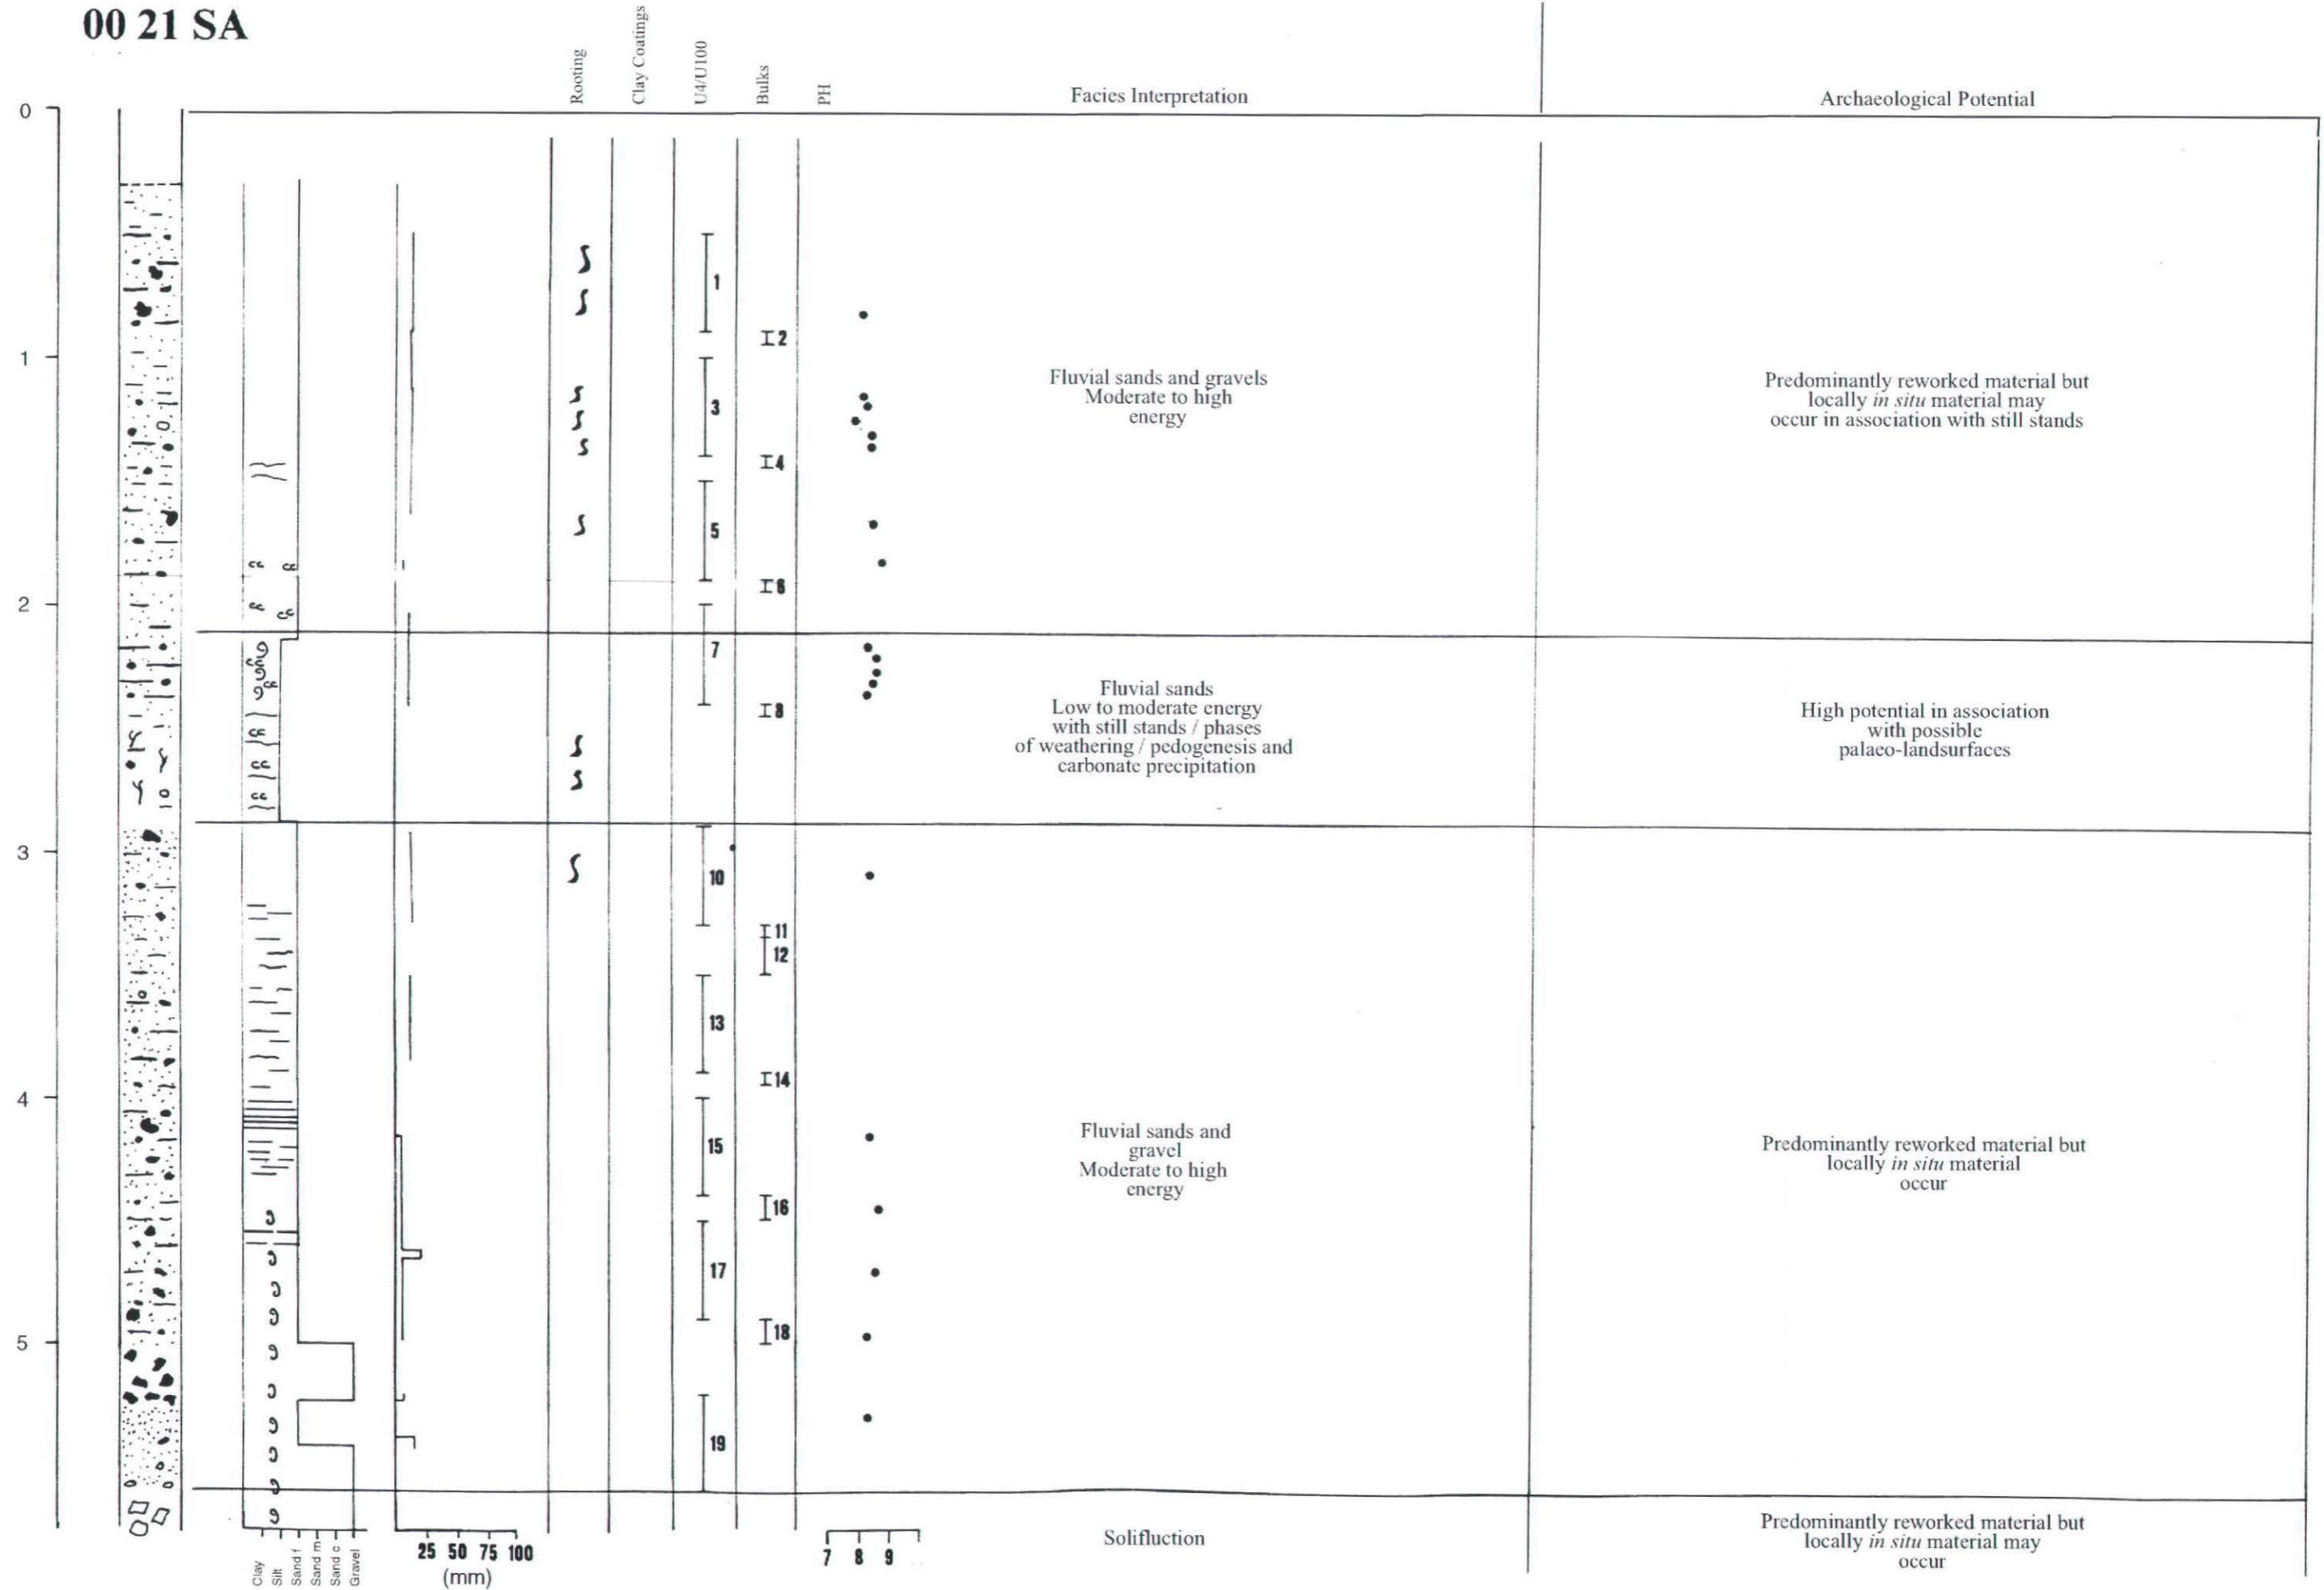 00 21 SA
Rooting
Clay Coatings
U4/U100
Bulks
PH
Facies Interpretation
Archaeological Potential
0
1
2
3
4
5
1
2
3
4
5
6
7
8
10
11
12
13
14
15
16
17
18
19
Fluvial sands and gravels
Moderate to high
energy
Predominantly reworked material but
locally in situ material may
occur in association with still stands
Fluvial sands
Low to moderate energy
with still stands / phases
of weathering / pedogenesis and
carbonate precipitation
High potential in association
with possible
palaeo-landsurfaces
Fluvial sands and
gravel
Moderate to high
energy
Predominantly reworked material but
locally in situ material
occur
Solifluction
Predominantly reworked material but
locally in situ material may
occur
Clay
Silt
Sand f
Sand m
Sand c
Gravel
25 50 75 100
(mm)
7 8 9